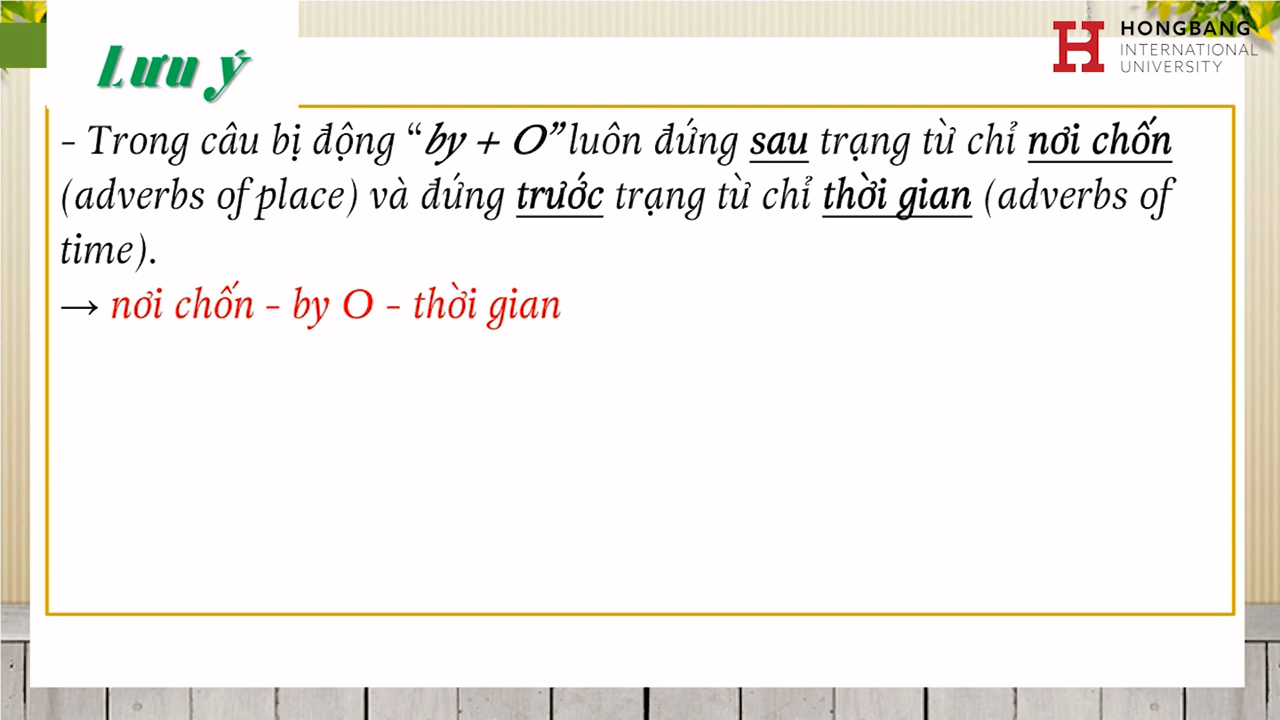 HONGBANG
INTERNATIONAL
UNIVERSITY
Lưu ý
- Trong câu bị động “by + O” luôn đứng sau trạng từ chỉ nơi chốn
(adverbs of place) và đứng trước trạng từ chỉ thời gian (adverbs of
time).
→ nơi chốn - by O - thời gian